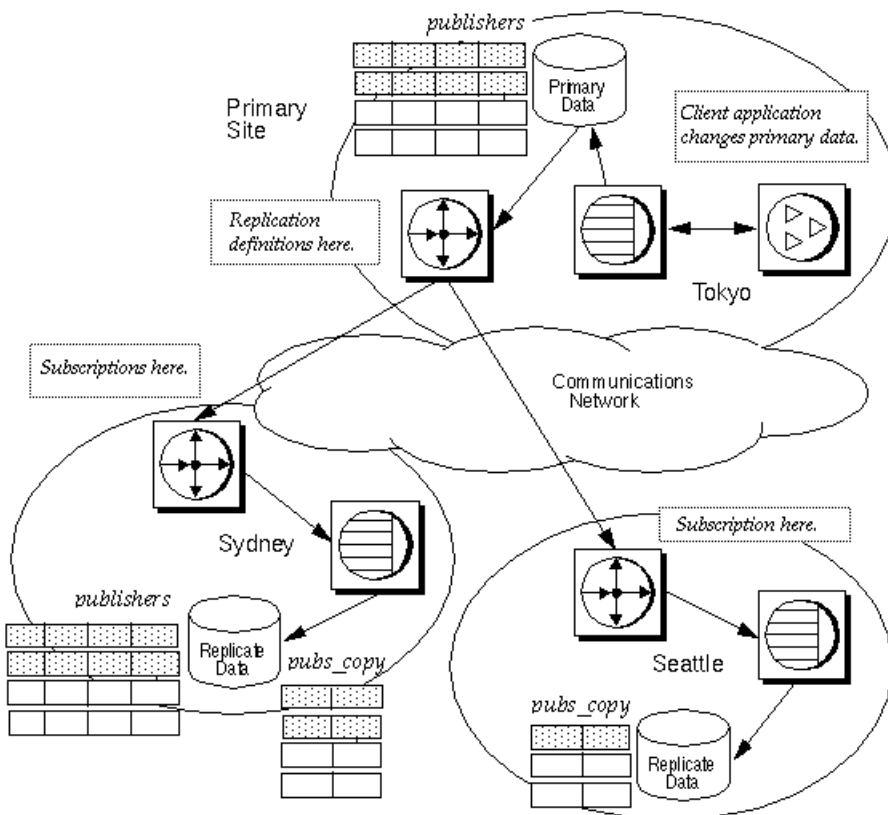 publishers
Primary
Data
Primary
Site
Client application
changes primary data.
Replication
definitions here.
Tokyo
Subscriptions here.
Communications
Network
Sydney
Subscription here.
publishers
Replicate
Data
pubs_copy
Seattle
pubs_copy
Replicate
Data